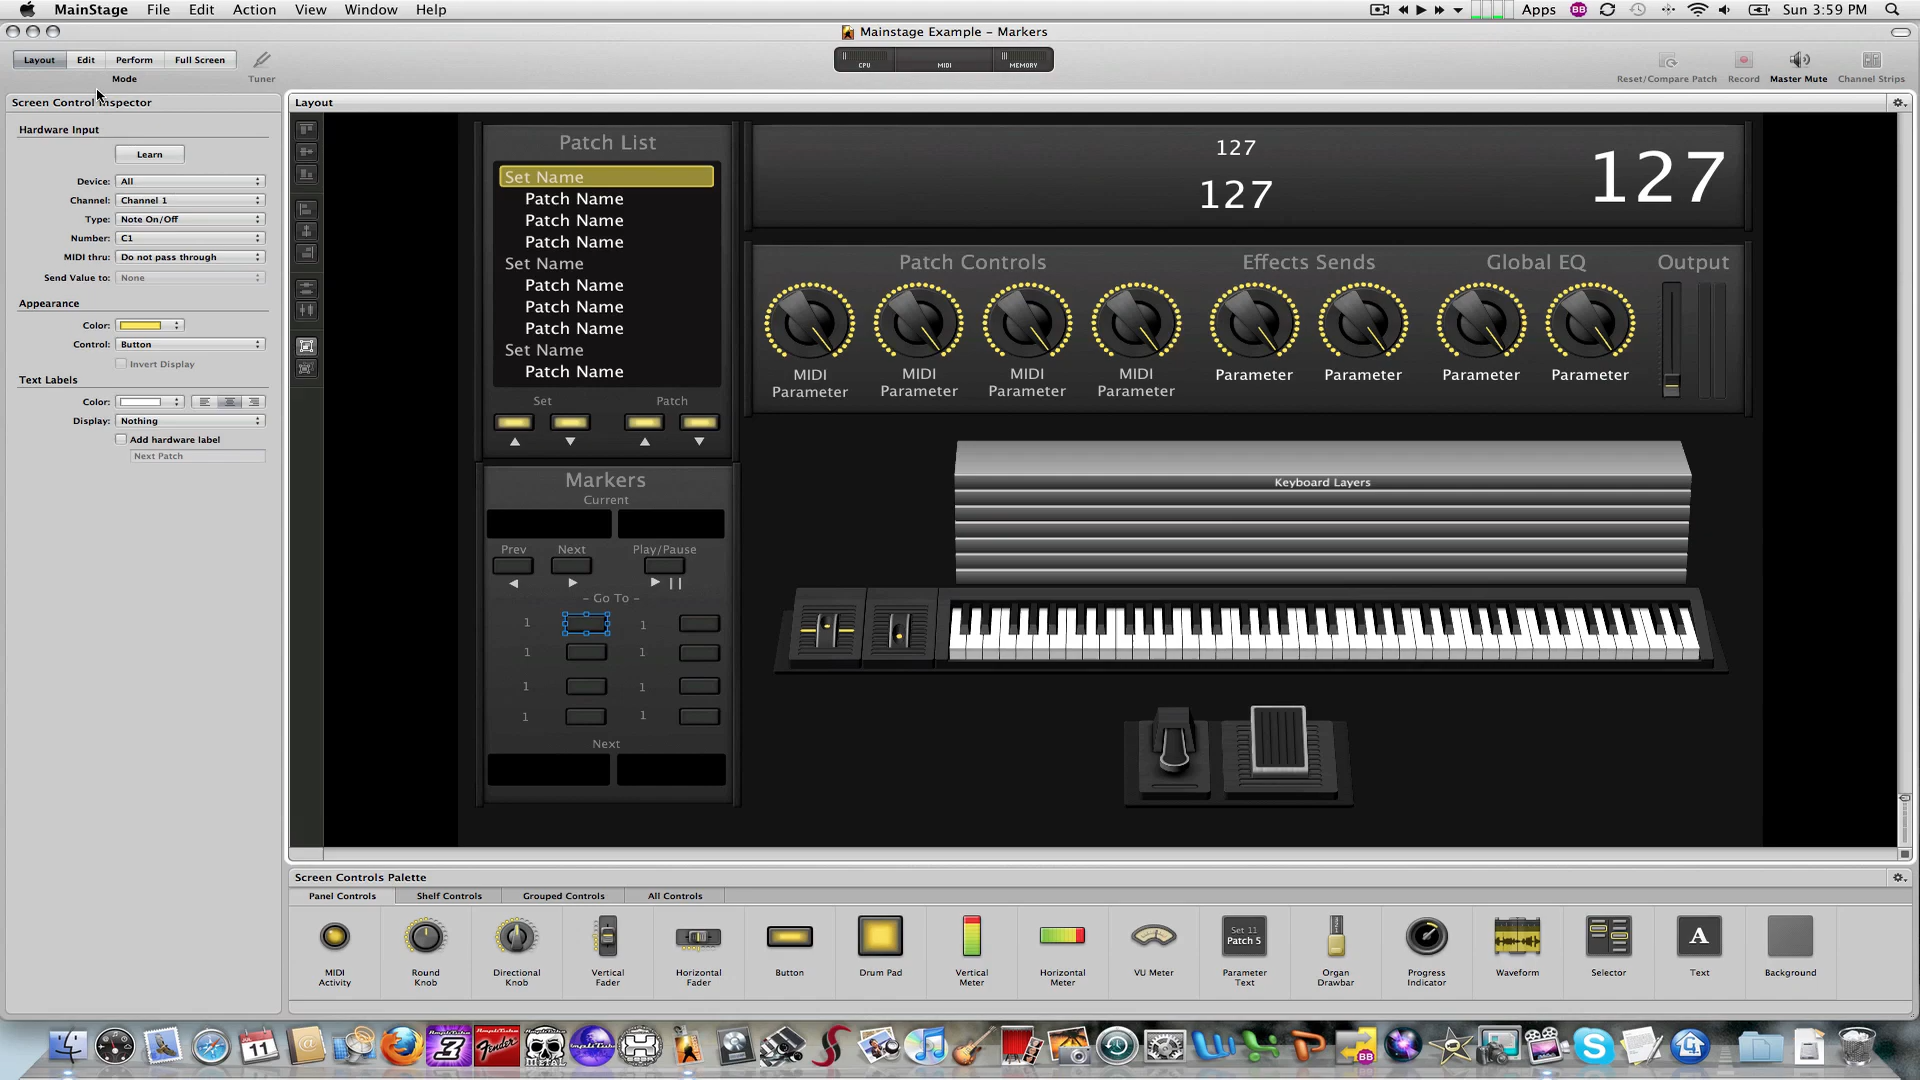 MainStage File Edit Action View Window Help Apps BB Sun 3:59 PM
Mainstage Example – Markers
Layout Edit Perform Full Screen
Mode Tuner
CPU MIDI MEMORY
Reset/Compare Patch Record Master Mute Channel Strips
Screen Control Inspector
Hardware Input
Learn
Device: All
Channel: Channel 1
Type: Note On/Off
Number: C1
MIDI thru: Do not pass through
Send Value to: None
Appearance
Color:
Control: Button
Invert Display
Text Labels
Color:
Display: Nothing
Add hardware label
Next Patch
Layout
Patch List
Set Name
Patch Name
Patch Name
Patch Name
Set Name
Patch Name
Patch Name
Patch Name
Set Name
Patch Name
Set Patch
127
127
127
Patch Controls Effects Sends Global EQ Output
MIDI Parameter
MIDI Parameter
MIDI Parameter
MIDI Parameter
Parameter
Parameter
Parameter
Parameter
Markers
Current
Prev Next Play/Pause
– Go To –
1 1
1 1
1 1
1 1
Next
Keyboard Layers
Screen Controls Palette
Panel Controls Shelf Controls Grouped Controls All Controls
MIDI Activity
Round Knob
Directional Knob
Vertical Fader
Horizontal Fader
Button
Drum Pad
Vertical Meter
Horizontal Meter
VU Meter
Set 11
Patch 5
Parameter Text
Organ Drawbar
Progress Indicator
Waveform
Selector
A
Text
Background
JUL 11
AmpliTube 3
AmpliTube Fender
METAL
BB